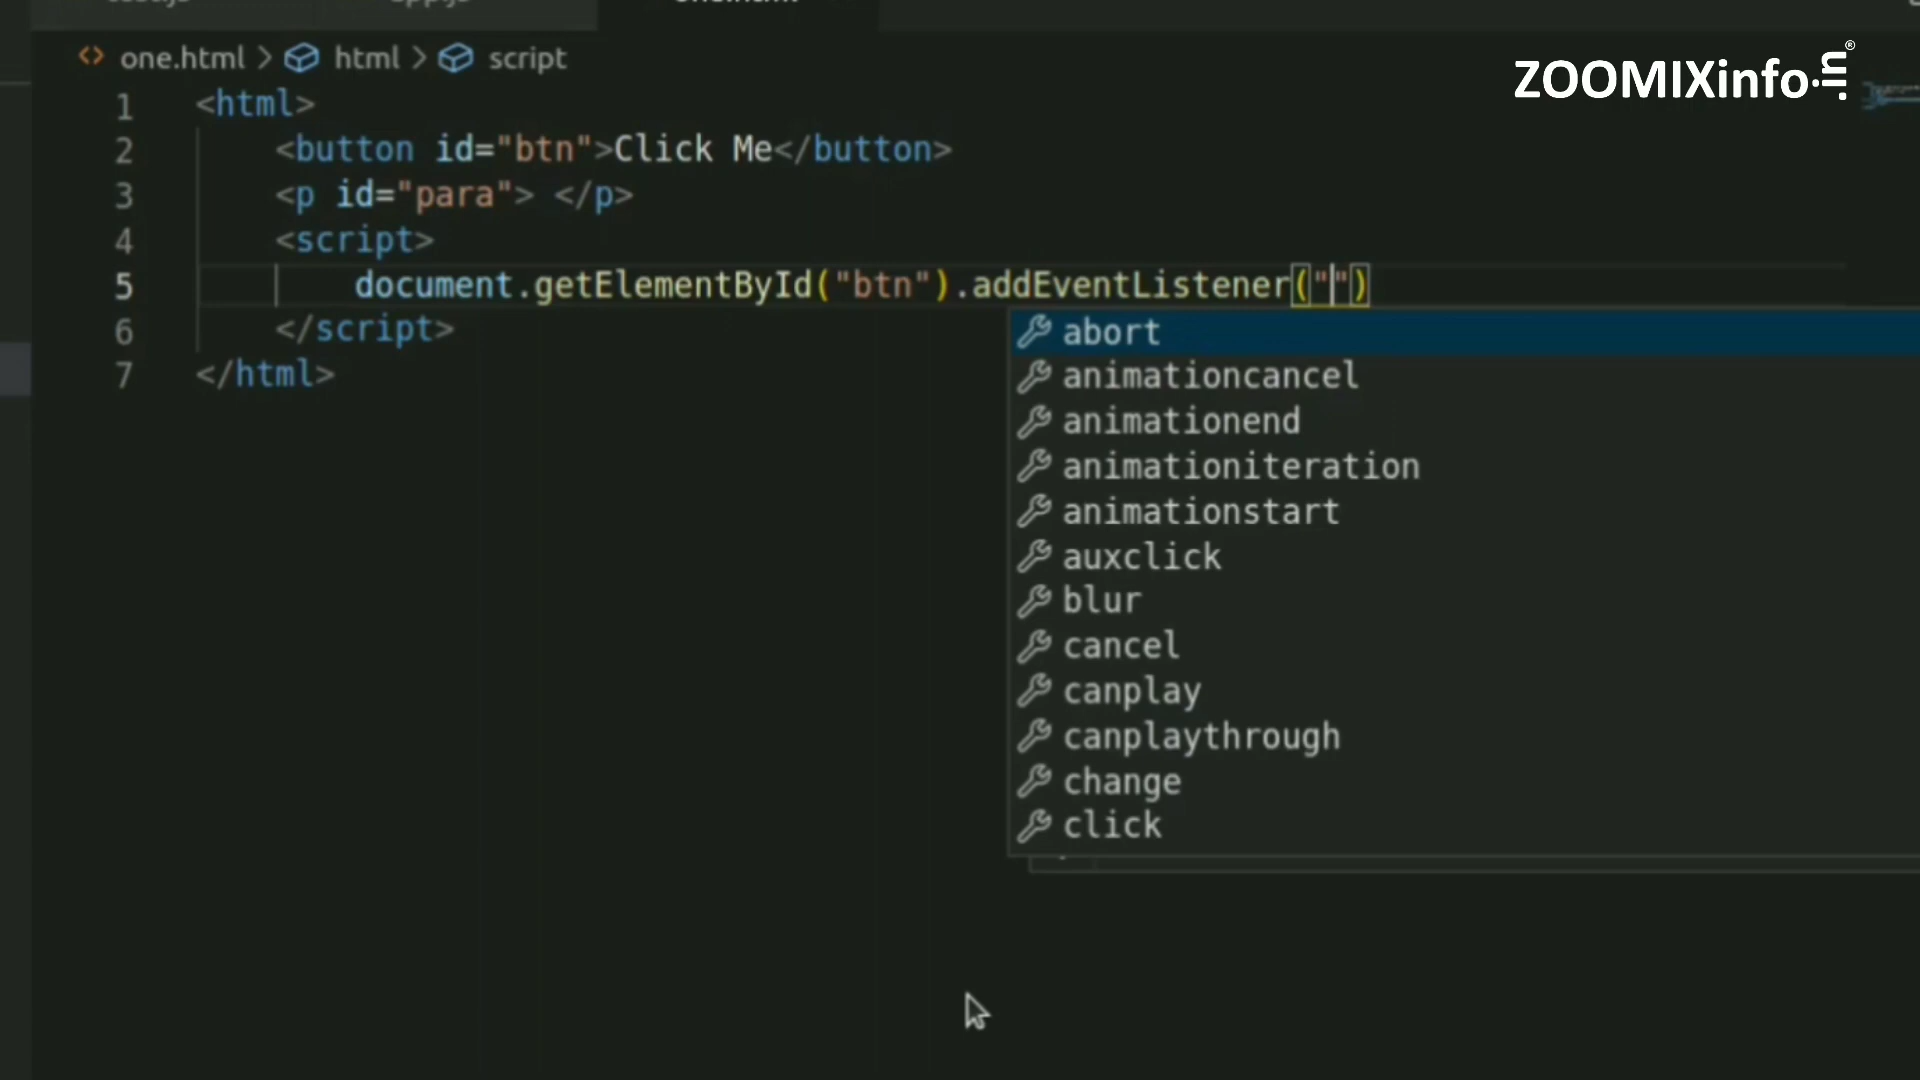 one.html > html > script
ZOOMIXinfo.in®
1 <html>
2 <button id="btn">Click Me</button>
3 <p id="para"> </p>
4 <script>
5 document.getElementById("btn").addEventListener("")
6 </script>
7 </html>
abort
animationcancel
animationend
animationiteration
animationstart
auxclick
blur
cancel
canplay
canplaythrough
change
click